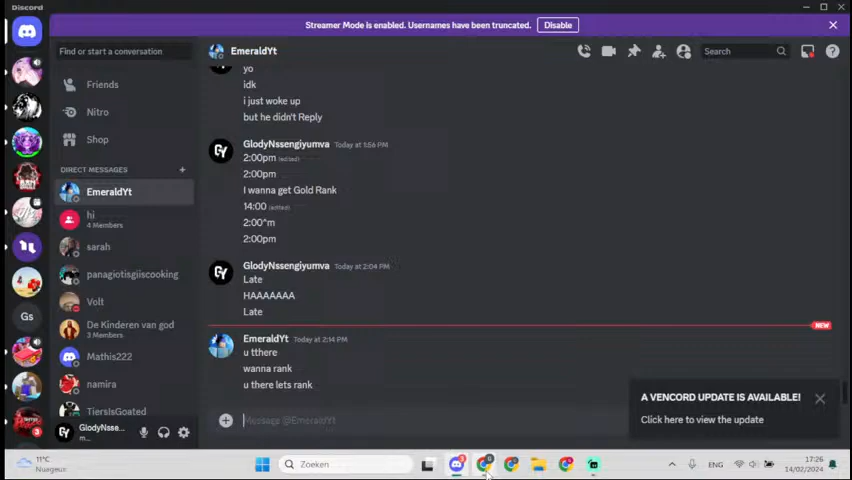 Discord
Streamer Mode is enabled. Usernames have been truncated.
Disable
Find or start a conversation
EmeraldYt
Search
Friends
Nitro
Shop
DIRECT MESSAGES
EmeraldYt
hi
4 Members
sarah
panagiotisgiiscooking
Volt
De Kinderen van god
3 Members
Mathis222
namira
TiersIsGoated
Gs
GlodyNsse...
m...
yo
idk
i just woke up
but he didn't Reply
GlodyNssengiyumva Today at 1:56 PM
2:00pm (edited)
2:00pm
I wanna get Gold Rank
14:00 (edited)
2:00*m
2:00pm
GlodyNssengiyumva Today at 2:04 PM
Late
HAAAAAAA
Late
NEW
EmeraldYt Today at 2:14 PM
u tthere
wanna rank
u there lets rank
Message @EmeraldYt
A VENCORD UPDATE IS AVAILABLE!
Click here to view the update
11°C
Nuageux
Zoeken
ENG
17:26
14/02/2024